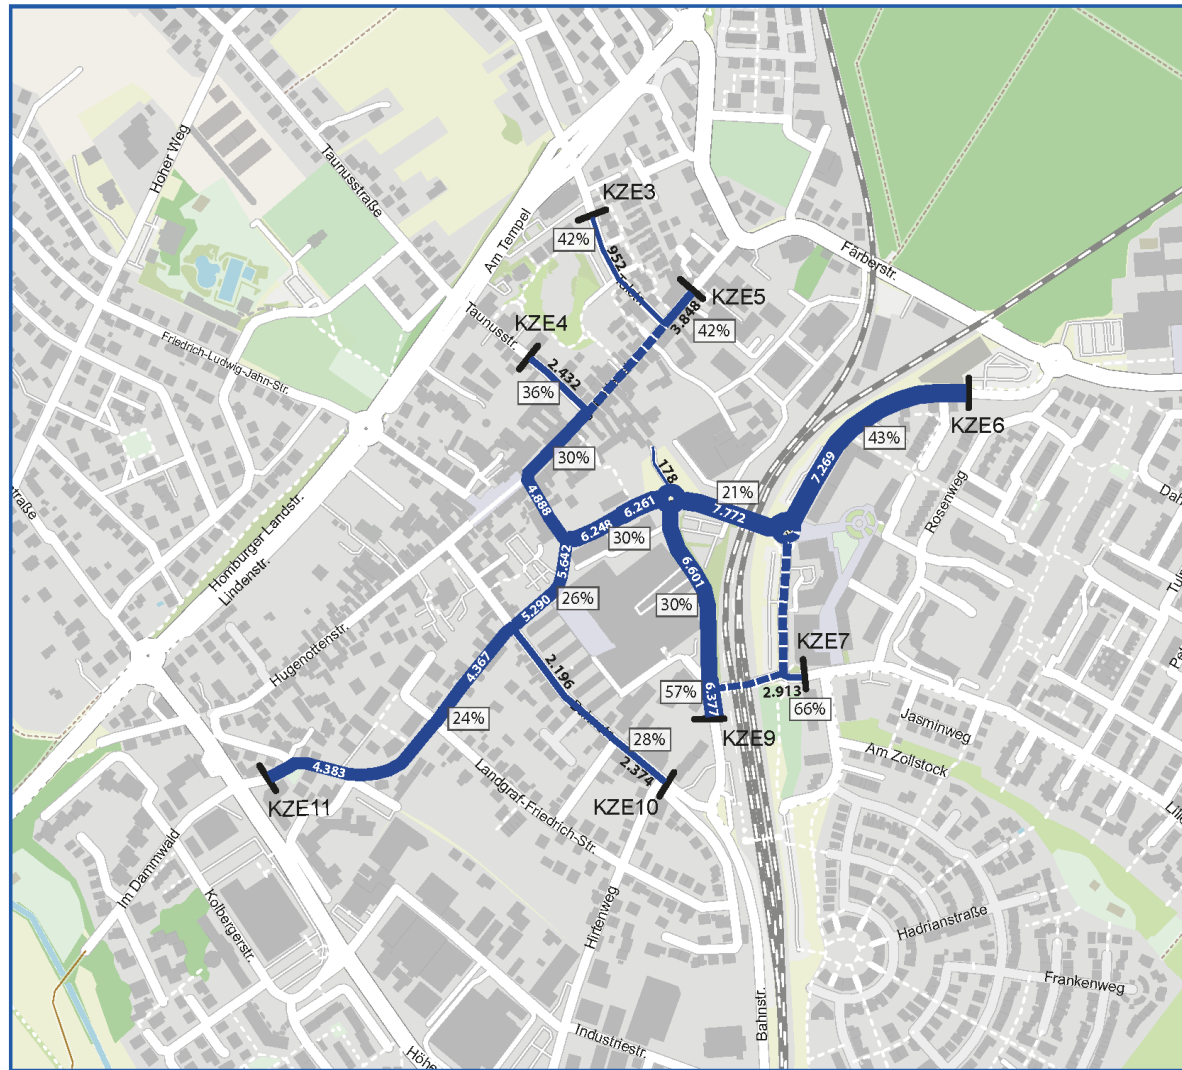 Hoher Weg
Taunusstraße
KZE3
42%
952
Am Tempel
Färberstr.
KZE5
3.848
42%
Taunusstr.
KZE4
2.432
36%
Friedrich-Ludwig-Jahn-Str.
KZE6
43%
7.269
30%
4.888
178
21%
7.772
6.261
6.248
30%
Rosenweg
Homburger Landstr.
Lindenstr.
5.642
26%
5.290
6.601
30%
Hugenottenstr.
4.367
2.196
KZE7
57%
6.377
2.913
66%
24%
28%
KZE9
Jasminweg
Am Zollstock
4.383
2.374
KZE11
KZE10
Landgraf-Friedrich-Str.
Im Dammwald
Kolbergerstr.
Hirtenweg
Hadrianstraße
Frankenweg
Bahnstr.
Industriestr.
Höhe